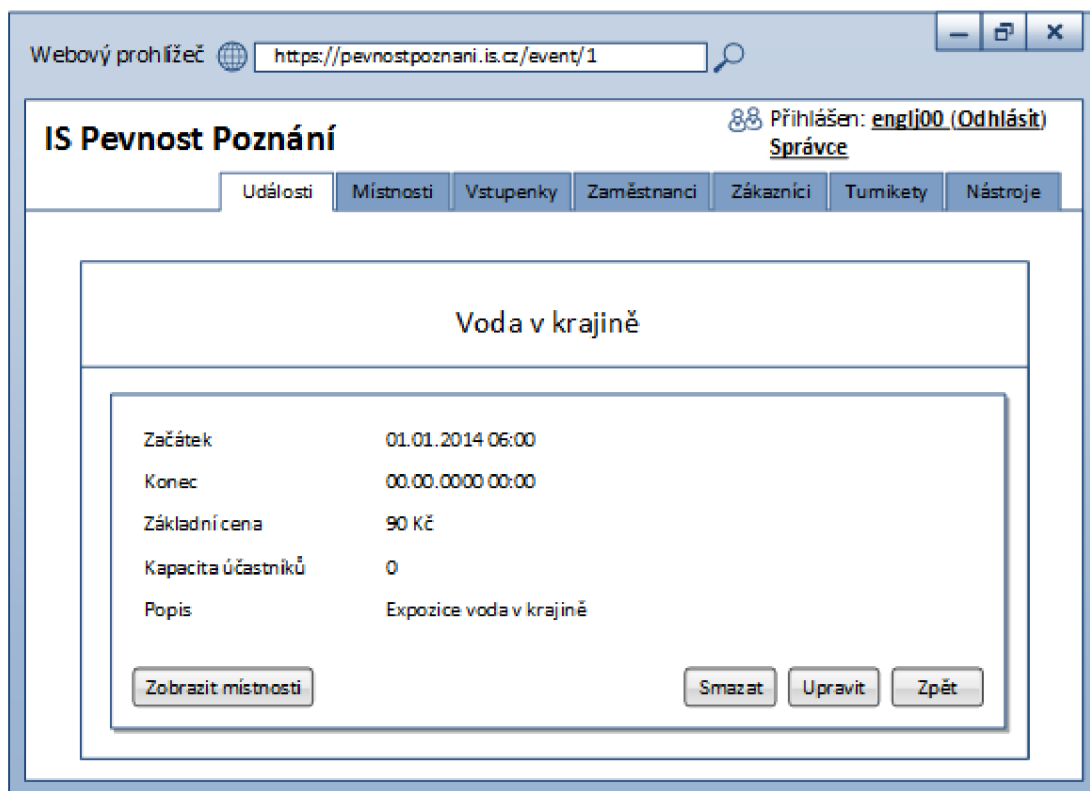 Webový prohlížeč https://pevnostpoznani.is.cz/event/1
IS Pevnost Poznání
Přihlášen: englj00 (Odhlásit)
Správce
Události Místnosti Vstupenky Zaměstnanci Zákazníci Turnikety Nástroje
Voda v krajině
Začátek 01.01.2014 06:00
Konec 00.00.0000 00:00
Základní cena 90 Kč
Kapacita účastníků 0
Popis Expozice voda v krajině
Zobrazit místnosti Smazat Upravit Zpět